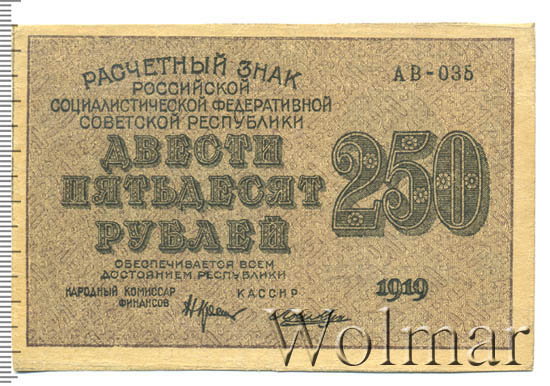 РАСЧЕТНЫЙ ЗНАК
РОССИЙСКОЙ
СОЦИАЛИСТИЧЕСКОЙ ФЕДЕРАТИВНОЙ
СОВЕТСКОЙ РЕСПУБЛИКИ
АВ-035
ДВЕСТИ
ПЯТЬДЕСЯТ
РУБЛЕЙ
250
ОБЕСПЕЧИВАЕТСЯ ВСЕМ
ДОСТОЯНИЕМ РЕСПУБЛИКИ
НАРОДНЫЙ КОМИССАР
ФИНАНСОВ
КАССИР
1919
Wolmar